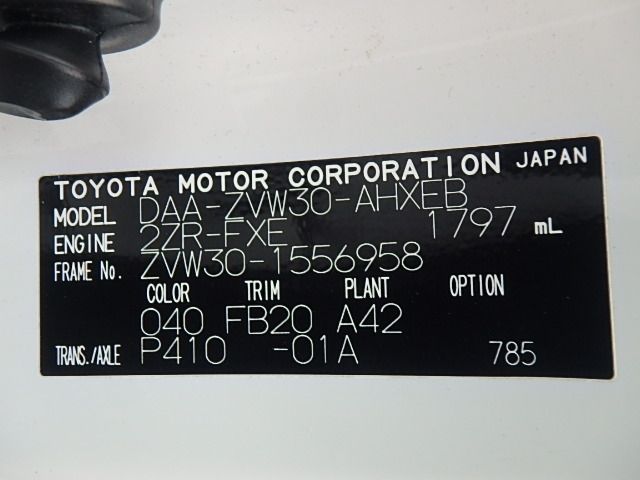 TOYOTA MOTOR CORPORATION JAPAN
MODEL DAA-ZVW30-AHXEB
ENGINE 2ZR-FXE 1797 mL
FRAME No. ZVW30-1556958
COLOR TRIM PLANT OPTION
040 FB20 A42
TRANS./AXLE P410 -01A 785